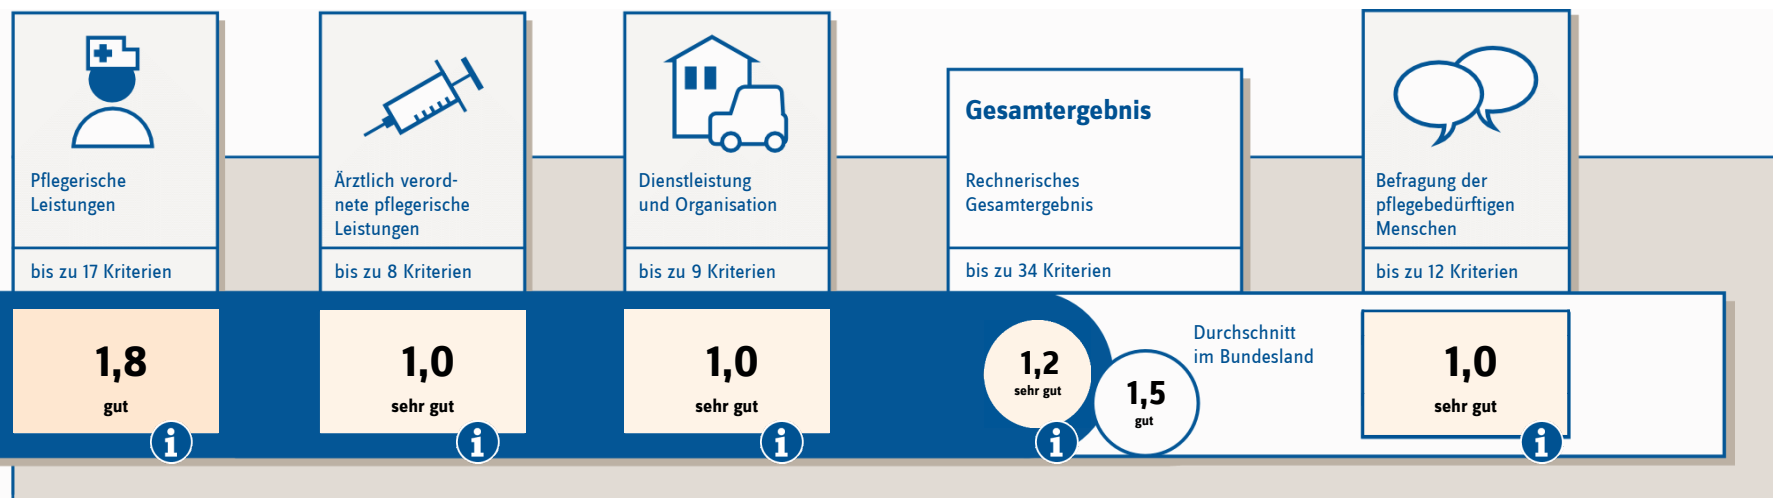 Pflegerische
Leistungen
bis zu 17 Kriterien
1,8
gut
Ärztlich verord-
nete pflegerische
Leistungen
bis zu 8 Kriterien
1,0
sehr gut
Dienstleistung
und Organisation
bis zu 9 Kriterien
1,0
sehr gut
Gesamtergebnis
Rechnerisches
Gesamtergebnis
bis zu 34 Kriterien
1,2
sehr gut
1,5
gut
Durchschnitt
im Bundesland
Befragung der
pflegebedürftigen
Menschen
bis zu 12 Kriterien
1,0
sehr gut